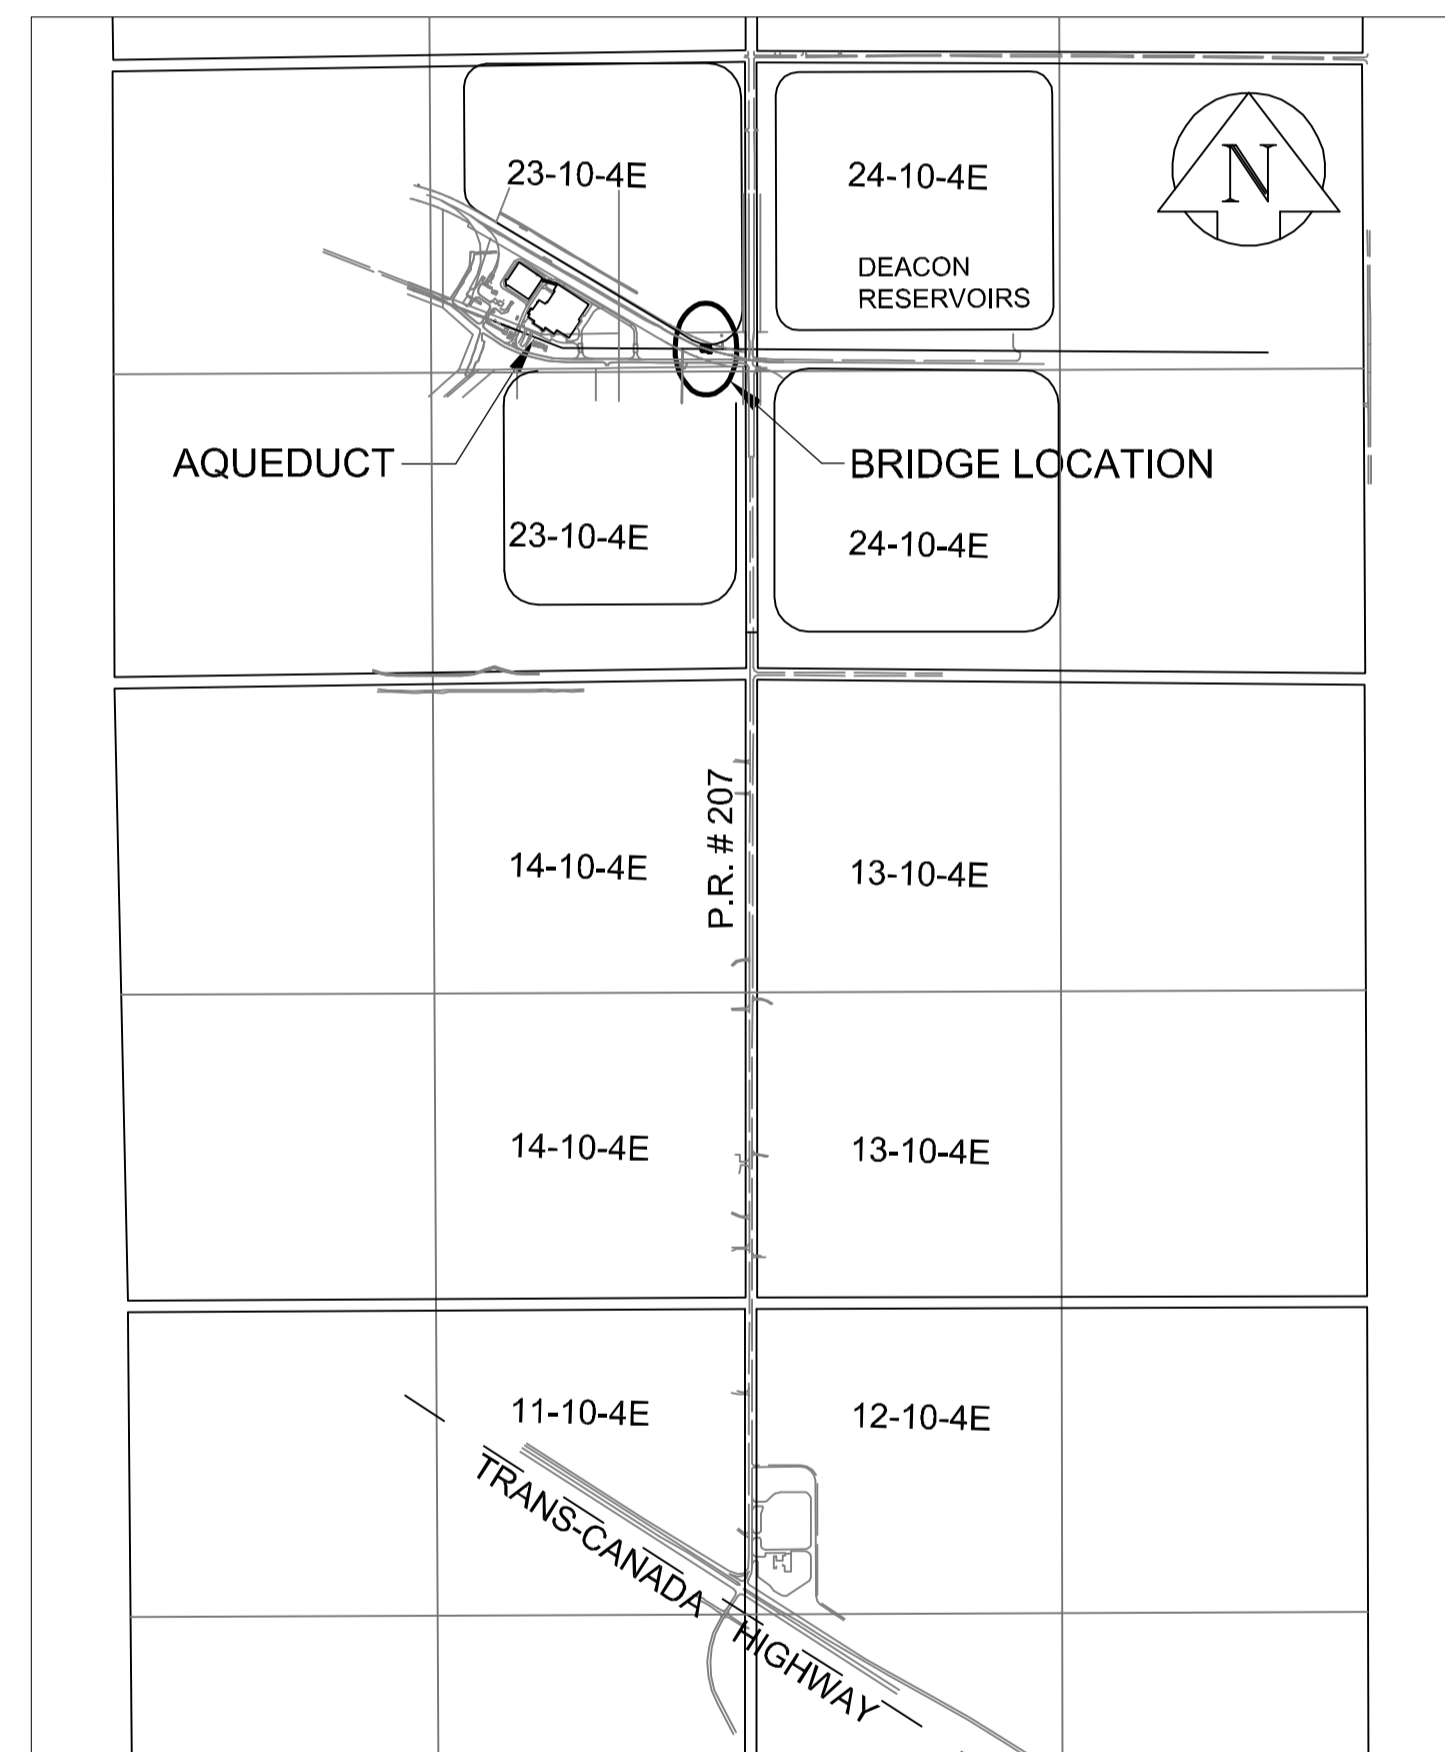 23-10-4E
24-10-4E
N
DEACON
RESERVOIRS
AQUEDUCT
BRIDGE LOCATION
23-10-4E
24-10-4E
P.R. # 207
14-10-4E
13-10-4E
14-10-4E
13-10-4E
11-10-4E
12-10-4E
TRANS-CANADA HIGHWAY